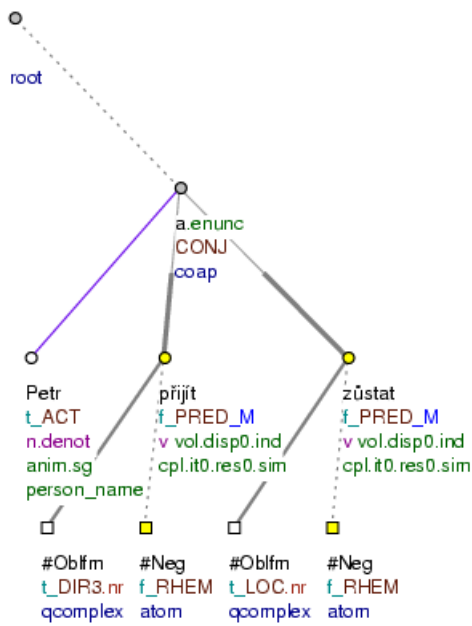 root
a.enunc
CONJ
coap
Petr
t_ACT
n.denot
anim.sg
person_name
přijít
f_PRED_M
v vol.disp0.ind
cpl.it0.res0.sim
zůstat
f_PRED_M
v vol.disp0.ind
cpl.it0.res0.sim
#Oblfm
t_DIR3.nr
qcomplex
#Neg
f_RHEM
atom
#Oblfm
t_LOC.nr
qcomplex
#Neg
f_RHEM
atom